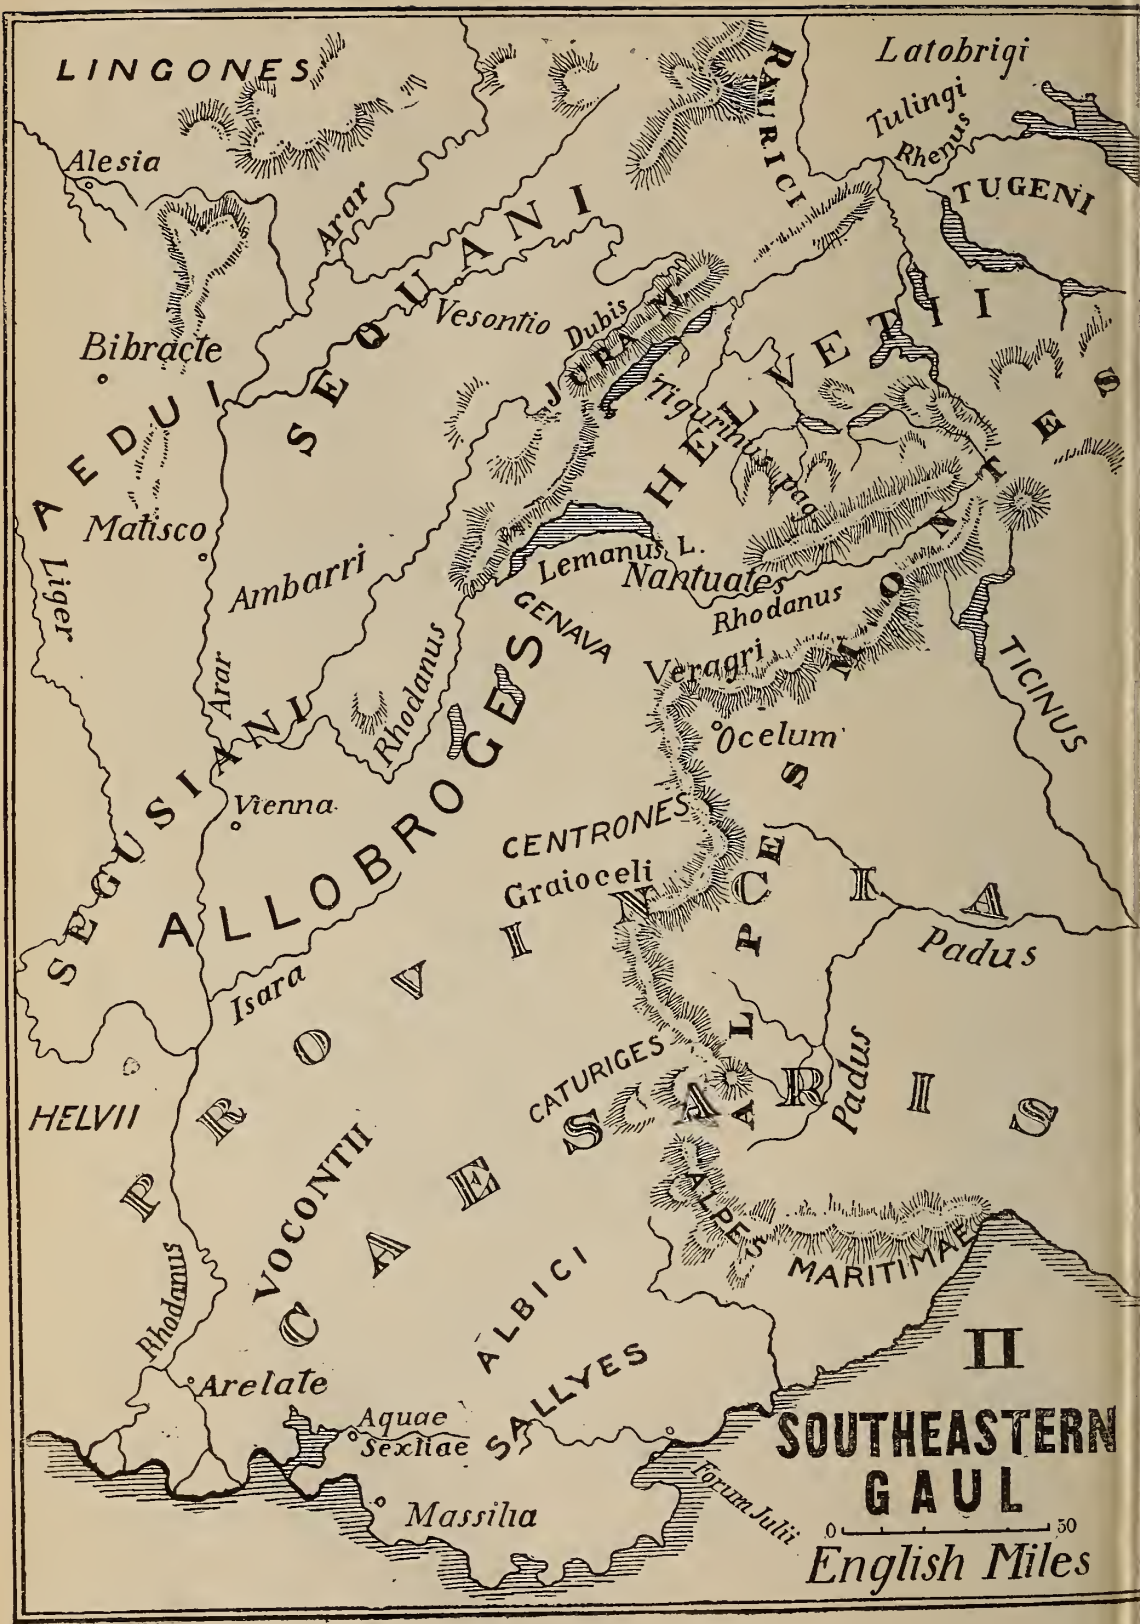 LINGONES
RAURICI
Latobrigi
Tulingi
Rhenus
TUGENI
Alesia
Arar
SEQUANI
Vesontio
Dubis
JURA M
HELVETII
Tigurinus pag
Bibracte
AEDUI
Matisco
Liger
Ambarri
Arar
Lemanus L.
Nantuates
GENAVA
Rhodanus
Veragri
MONTES
TICINUS
Rhodanus
Ocelum
SEGUSIANI
Vienna
ALLOBROGES
CENTRONES
Graioceli
ALPES
Padus
Isara
PROVINCIA
CATURIGES
Padus
HELVII
CAESARIS
VOCONTII
ALPES
MARITIMAE
Rhodanus
ALBICI
SALLYES
Arelate
Aquae
Sextiae
Massilia
Forum Julii
II
SOUTHEASTERN
GAUL
0 50
English Miles